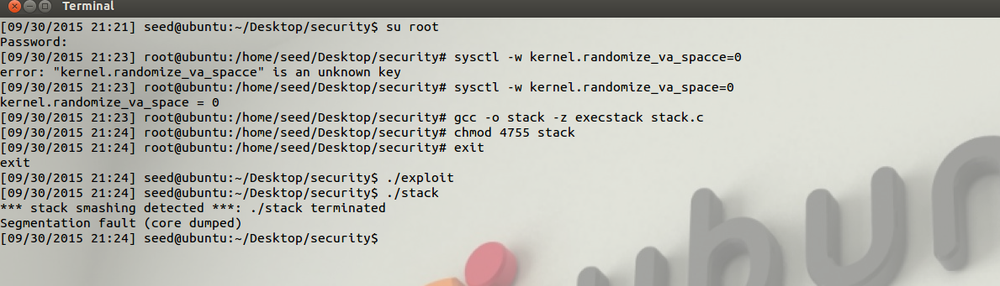 Terminal
[09/30/2015 21:21] seed@ubuntu:~/Desktop/security$ su root
Password:
[09/30/2015 21:23] root@ubuntu:/home/seed/Desktop/security# sysctl -w kernel.randomize_va_spacce=0
error: "kernel.randomize_va_spacce" is an unknown key
[09/30/2015 21:23] root@ubuntu:/home/seed/Desktop/security# sysctl -w kernel.randomize_va_space=0
kernel.randomize_va_space = 0
[09/30/2015 21:23] root@ubuntu:/home/seed/Desktop/security# gcc -o stack -z execstack stack.c
[09/30/2015 21:24] root@ubuntu:/home/seed/Desktop/security# chmod 4755 stack
[09/30/2015 21:24] root@ubuntu:/home/seed/Desktop/security# exit
exit
[09/30/2015 21:24] seed@ubuntu:~/Desktop/security$ ./exploit
[09/30/2015 21:24] seed@ubuntu:~/Desktop/security$ ./stack
*** stack smashing detected ***: ./stack terminated
Segmentation fault (core dumped)
[09/30/2015 21:24] seed@ubuntu:~/Desktop/security$
ubun